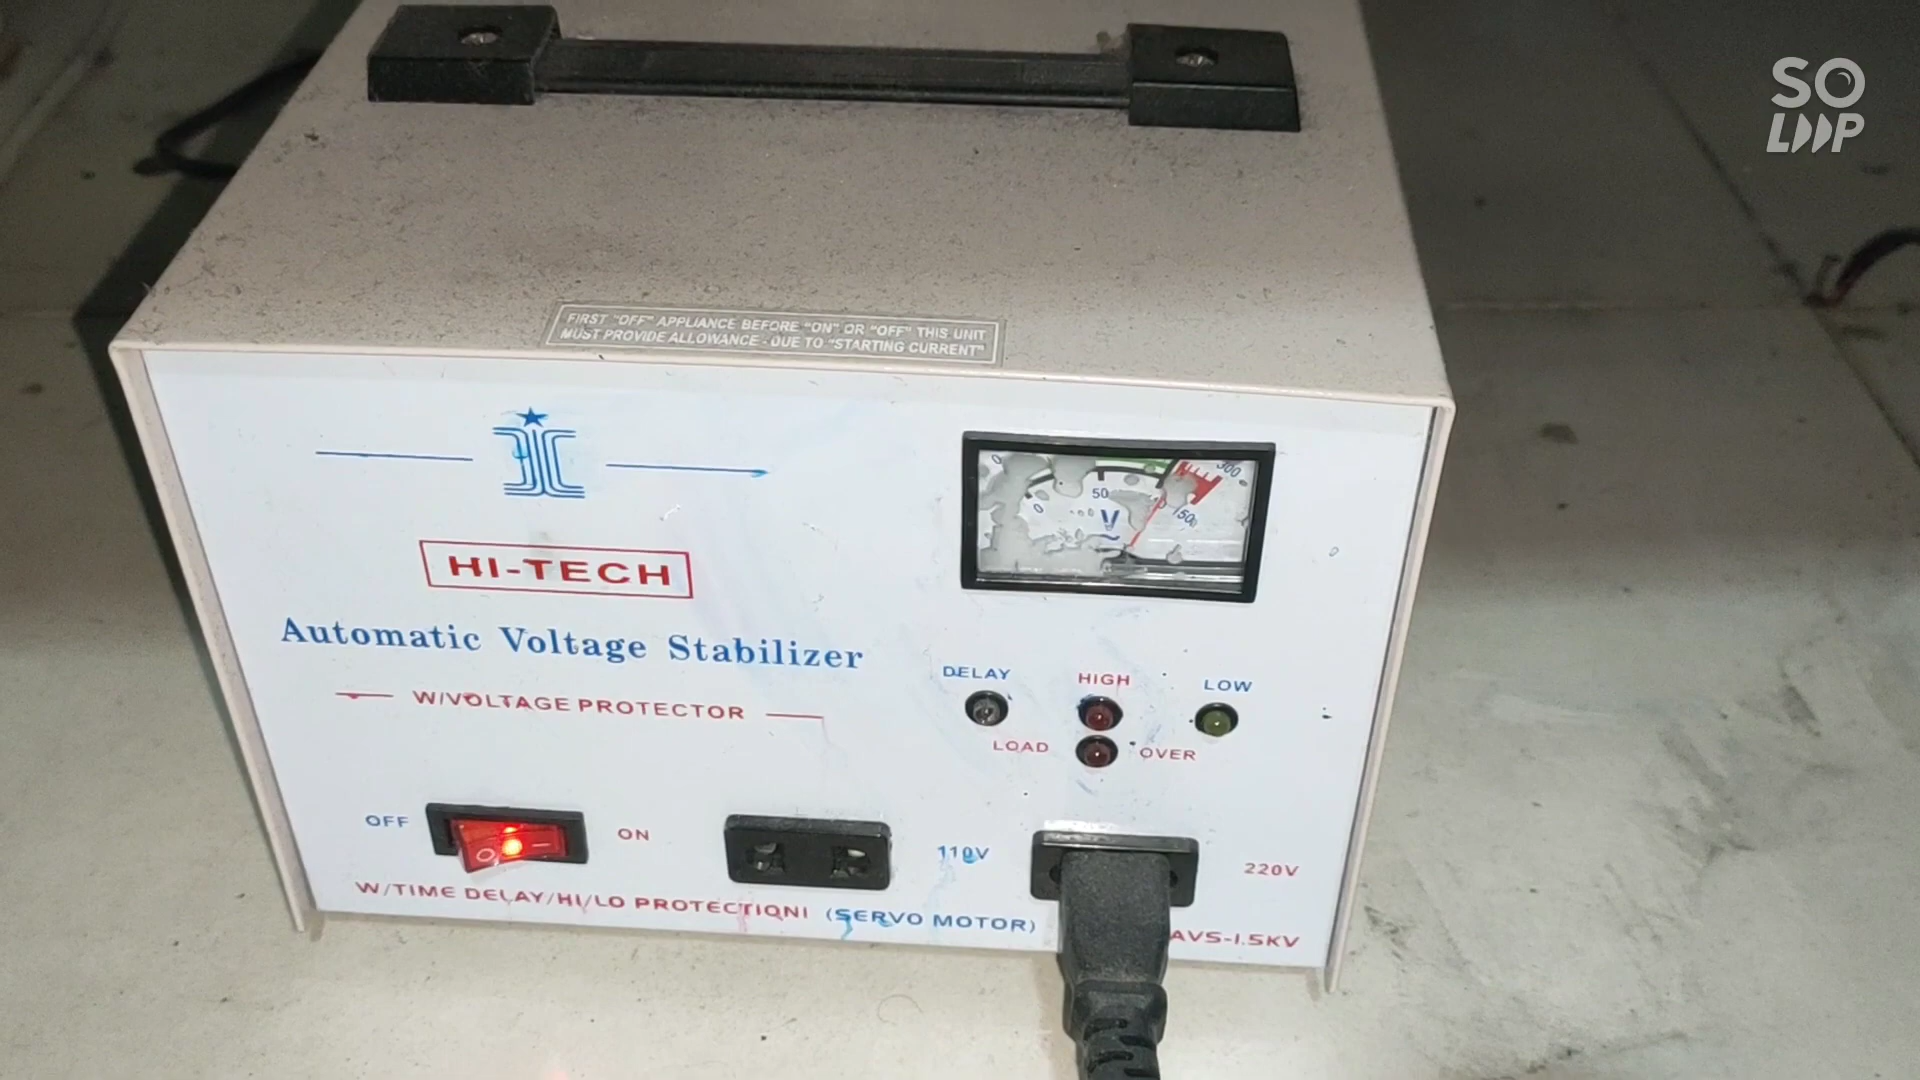 SO
LOOP
FIRST "OFF" APPLIANCE BEFORE "ON" OR "OFF" THIS UNIT
MUST PROVIDE ALLOWANCE - DUE TO "STARTING CURRENT"
0 300
0 50 150
V
HI-TECH
Automatic Voltage Stabilizer
W/VOLTAGE PROTECTOR
DELAY HIGH LOW
LOAD OVER
OFF ON 110V 220V
W/TIME DELAY/HI/LO PROTECTIONI (SERVO MOTOR) AVS-1.5KV